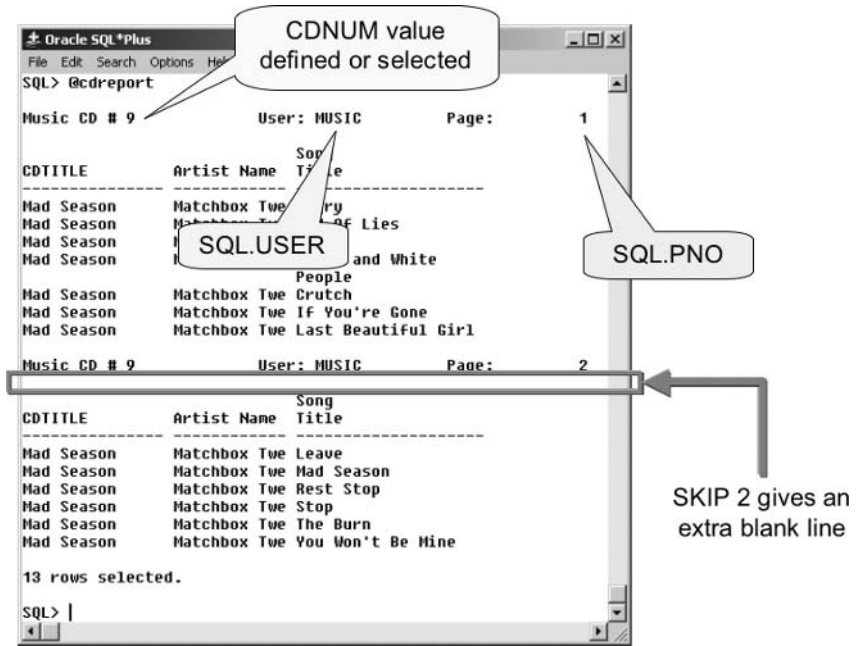 Oracle SQL*Plus
File Edit Search Options
SQL> @cdreport
CDNUM value
defined or selected
Music CD # 9 User: MUSIC Page: 1
CDTITLE Artist Name
Mad Season Matchbox Twe
Mad Season Of Lies
Mad Season
Mad Season and White
People
SQL.USER
SQL.PNO
Mad Season Matchbox Twe Crutch
Mad Season Matchbox Twe If You're Gone
Mad Season Matchbox Twe Last Beautiful Girl
Music CD # 9 User: MUSIC Page: 2
Song
CDTITLE Artist Name Title
Mad Season Matchbox Twe Leave
Mad Season Matchbox Twe Mad Season
Mad Season Matchbox Twe Rest Stop
Mad Season Matchbox Twe Stop
Mad Season Matchbox Twe The Burn
Mad Season Matchbox Twe You Won't Be Mine
13 rows selected.
SQL>
SKIP 2 gives an
extra blank line